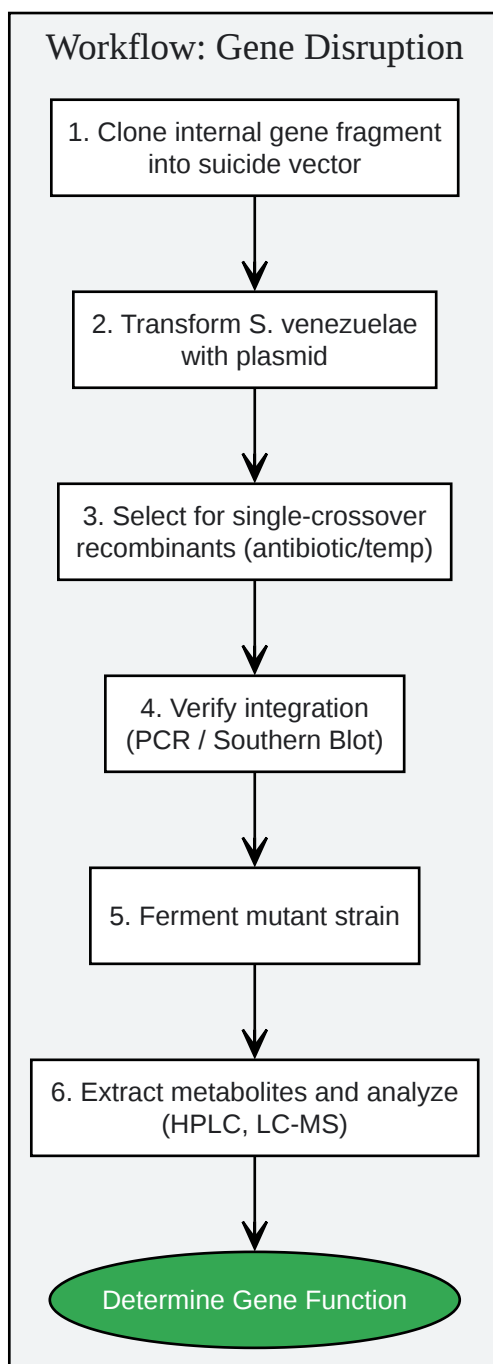 Workflow: Gene Disruption
1. Clone internal gene fragment
into suicide vector
2. Transform S. venezuelae
with plasmid
3. Select for single-crossover
recombinants (antibiotic/temp)
4. Verify integration
(PCR / Southern Blot)
5. Ferment mutant strain
6. Extract metabolites and analyze
(HPLC, LC-MS)
Determine Gene Function